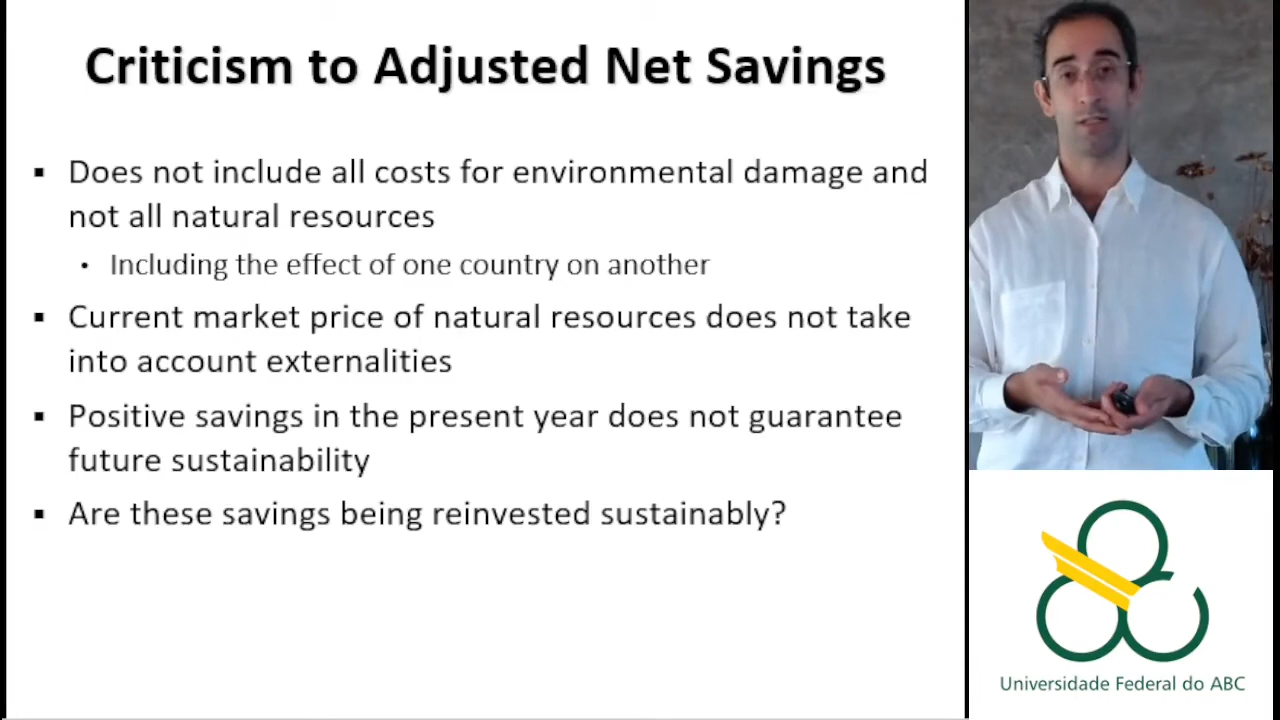 Criticism to Adjusted Net Savings
▪ Does not include all costs for environmental damage and
not all natural resources
• Including the effect of one country on another
▪ Current market price of natural resources does not take
into account externalities
▪ Positive savings in the present year does not guarantee
future sustainability
▪ Are these savings being reinvested sustainably?
Universidade Federal do ABC